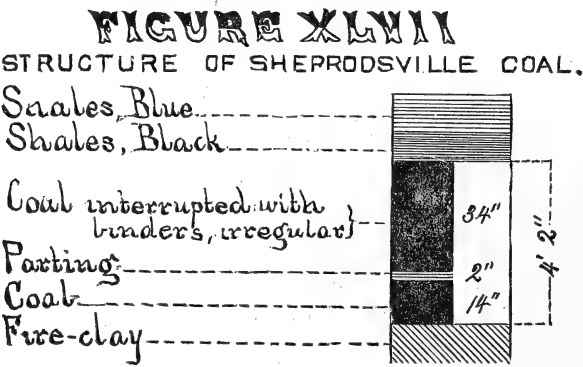 FIGURE XLVII
STRUCTURE OF SHEPRODSVILLE COAL.
Snales, Blue
Shales, Black
Coal interrupted with
binders, irregular}
34"
Parting
2"
Coal
14"
Fire-clay
4' 2"